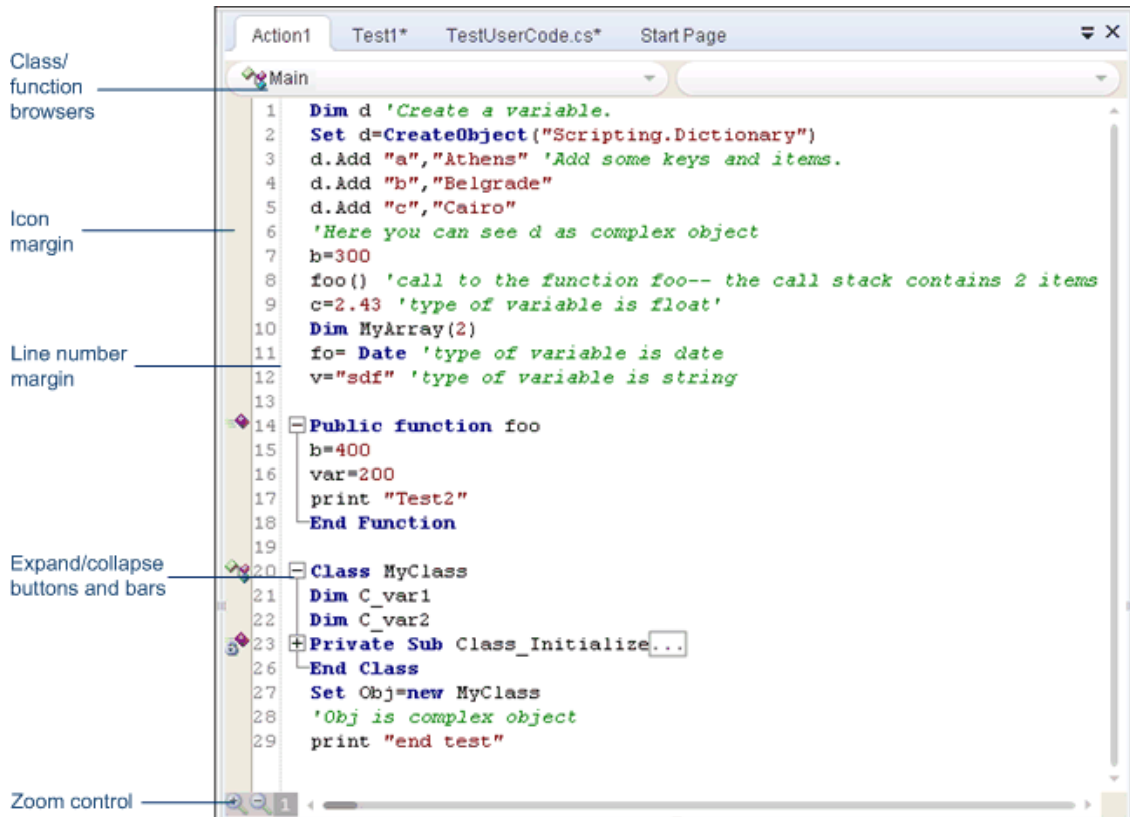 Action1 Test1* TestUserCode.cs* Start Page
Class/
function
browsers
Main
1 Dim d 'Create a variable.
2 Set d=CreateObject("Scripting.Dictionary")
3 d.Add "a","Athens" 'Add some keys and items.
4 d.Add "b","Belgrade"
5 d.Add "c","Cairo"
Icon
margin
6 'Here you can see d as complex object
7 b=300
8 foo() 'call to the function foo-- the call stack contains 2 items
9 c=2.43 'type of variable is float'
10 Dim MyArray(2)
Line number
margin
11 fo= Date 'type of variable is date
12 v="sdf" 'type of variable is string
13
14 Public function foo
15 b=400
16 var=200
17 print "Test2"
18 End Function
19
Expand/collapse
buttons and bars
20 Class MyClass
21 Dim C_var1
22 Dim C_var2
23 Private Sub Class_Initialize...
26 End Class
27 Set Obj=new MyClass
28 'Obj is complex object
29 print "end test"
Zoom control
1